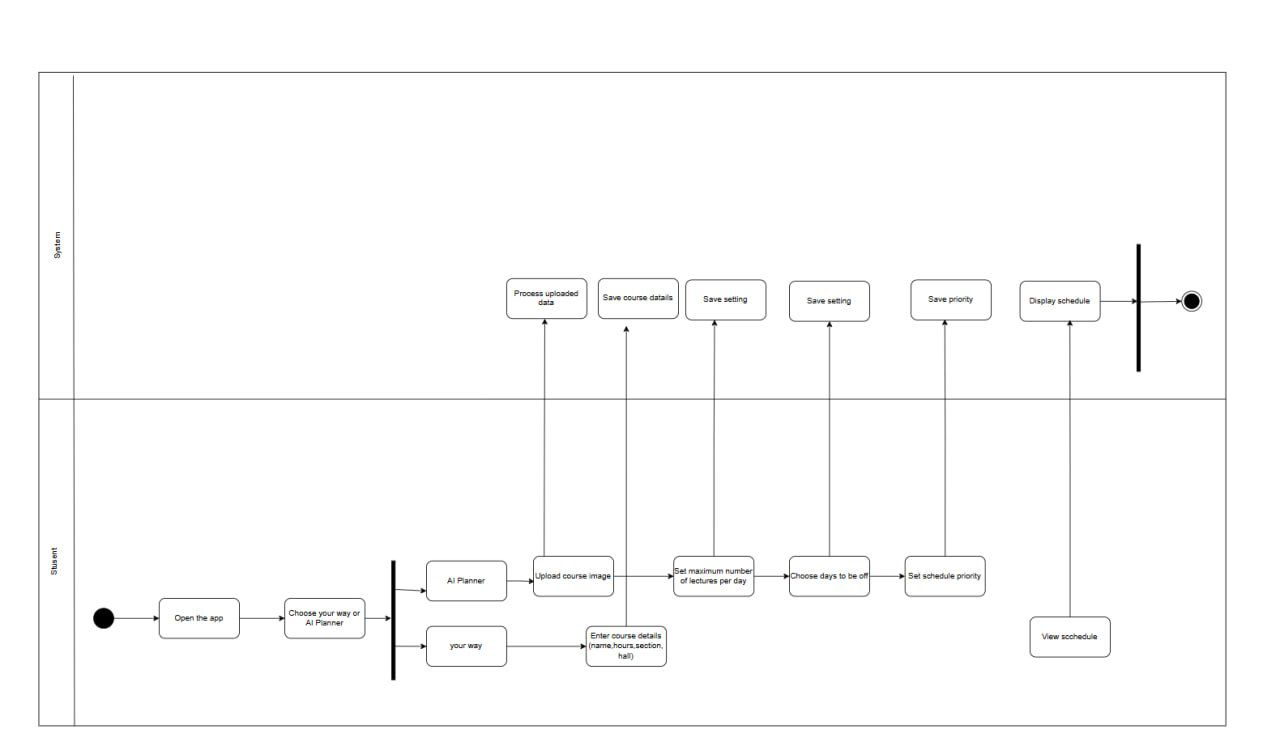 System
Process uploaded
data
Save course datails
Save setting
Save setting
Save priority
Display schedule
Stusent
Open the app
Choose your way or
AI Planner
AI Planner
your way
Upload course image
Enter course details
(name,hours,section,
hall)
Set maximum number
of lectures per day
Choose days to be off
Set schedule priority
View scchedule